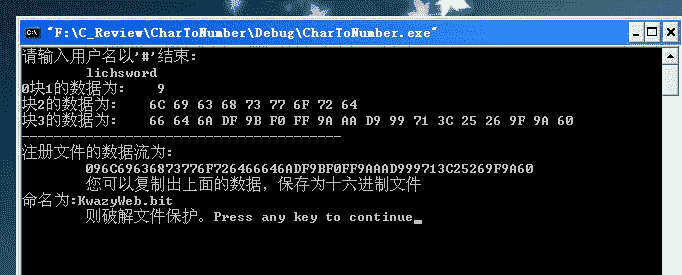 "F:\C_Review\CharToNumber\Debug\CharToNumber.exe"
请输入用户名以'#'结束:
lichsword
0块1的数据为: 9
块2的数据为: 6C 69 63 68 73 77 6F 72 64
块3的数据为: 66 64 6A DF 9B F0 FF 9A AA D9 99 71 3C 25 26 9F 9A 60
----------------------------------------
注册文件的数据流为:
096C69636873776F726466646ADF9BF0FF9AAAD999713C25269F9A60
您可以复制出上面的数据，保存为十六进制文件
命名为:KwazyWeb.bit
则破解文件保护。Press any key to continue_